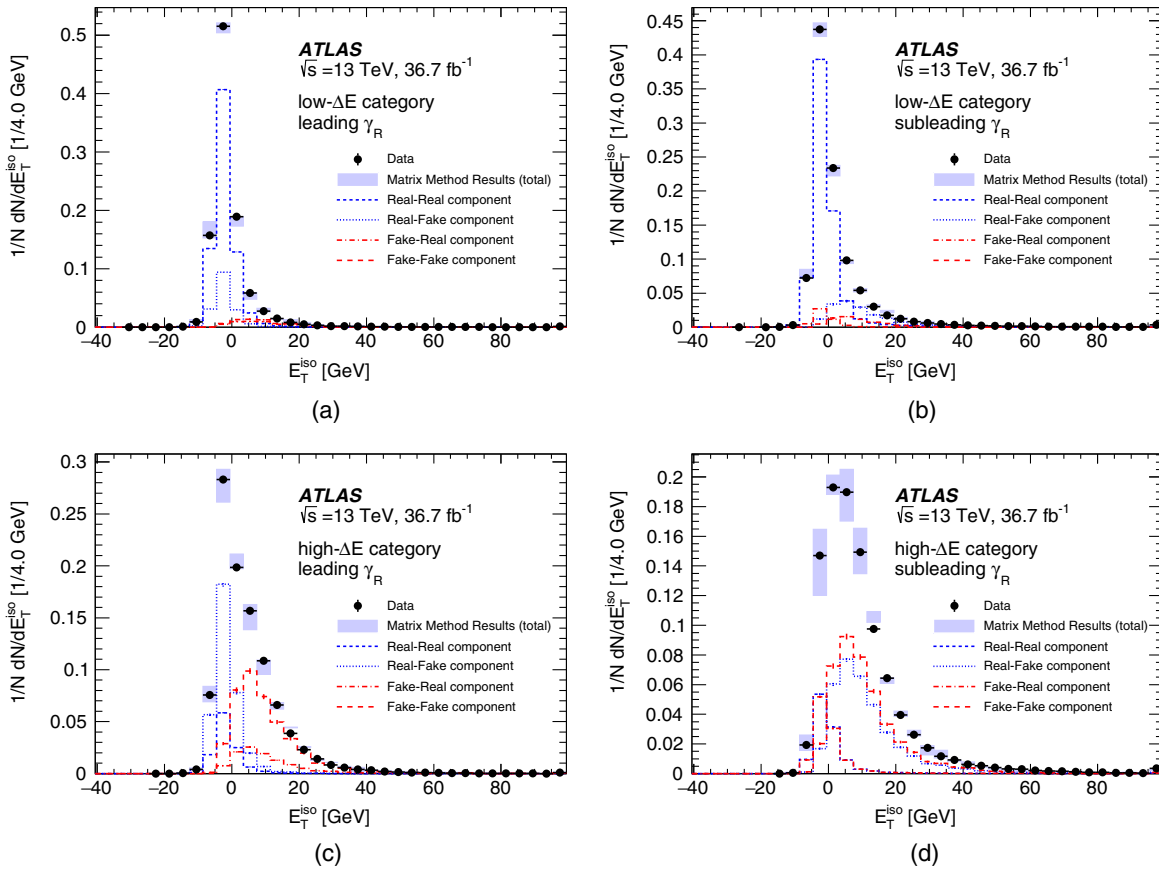 0.5
0.4
0.3
0.2
0.1
0
−40 −20 0 20 40 60 80
1/N dN/dE_T^iso [1/4.0 GeV]
E_T^iso [GeV]
ATLAS
√s =13 TeV, 36.7 fb^-1
low-ΔE category
leading γ_R
Data
Matrix Method Results (total)
Real-Real component
Real-Fake component
Fake-Real component
Fake-Fake component
(a)
0.45
0.4
0.35
0.3
0.25
0.2
0.15
0.1
0.05
0
−40 −20 0 20 40 60 80
1/N dN/dE_T^iso [1/4.0 GeV]
E_T^iso [GeV]
ATLAS
√s =13 TeV, 36.7 fb^-1
low-ΔE category
subleading γ_R
Data
Matrix Method Results (total)
Real-Real component
Real-Fake component
Fake-Real component
Fake-Fake component
(b)
0.3
0.25
0.2
0.15
0.1
0.05
0
−40 −20 0 20 40 60 80
1/N dN/dE_T^iso [1/4.0 GeV]
E_T^iso [GeV]
ATLAS
√s =13 TeV, 36.7 fb^-1
high-ΔE category
leading γ_R
Data
Matrix Method Results (total)
Real-Real component
Real-Fake component
Fake-Real component
Fake-Fake component
(c)
0.2
0.18
0.16
0.14
0.12
0.1
0.08
0.06
0.04
0.02
0
−40 −20 0 20 40 60 80
1/N dN/dE_T^iso [1/4.0 GeV]
E_T^iso [GeV]
ATLAS
√s =13 TeV, 36.7 fb^-1
high-ΔE category
subleading γ_R
Data
Matrix Method Results (total)
Real-Real component
Real-Fake component
Fake-Real component
Fake-Fake component
(d)